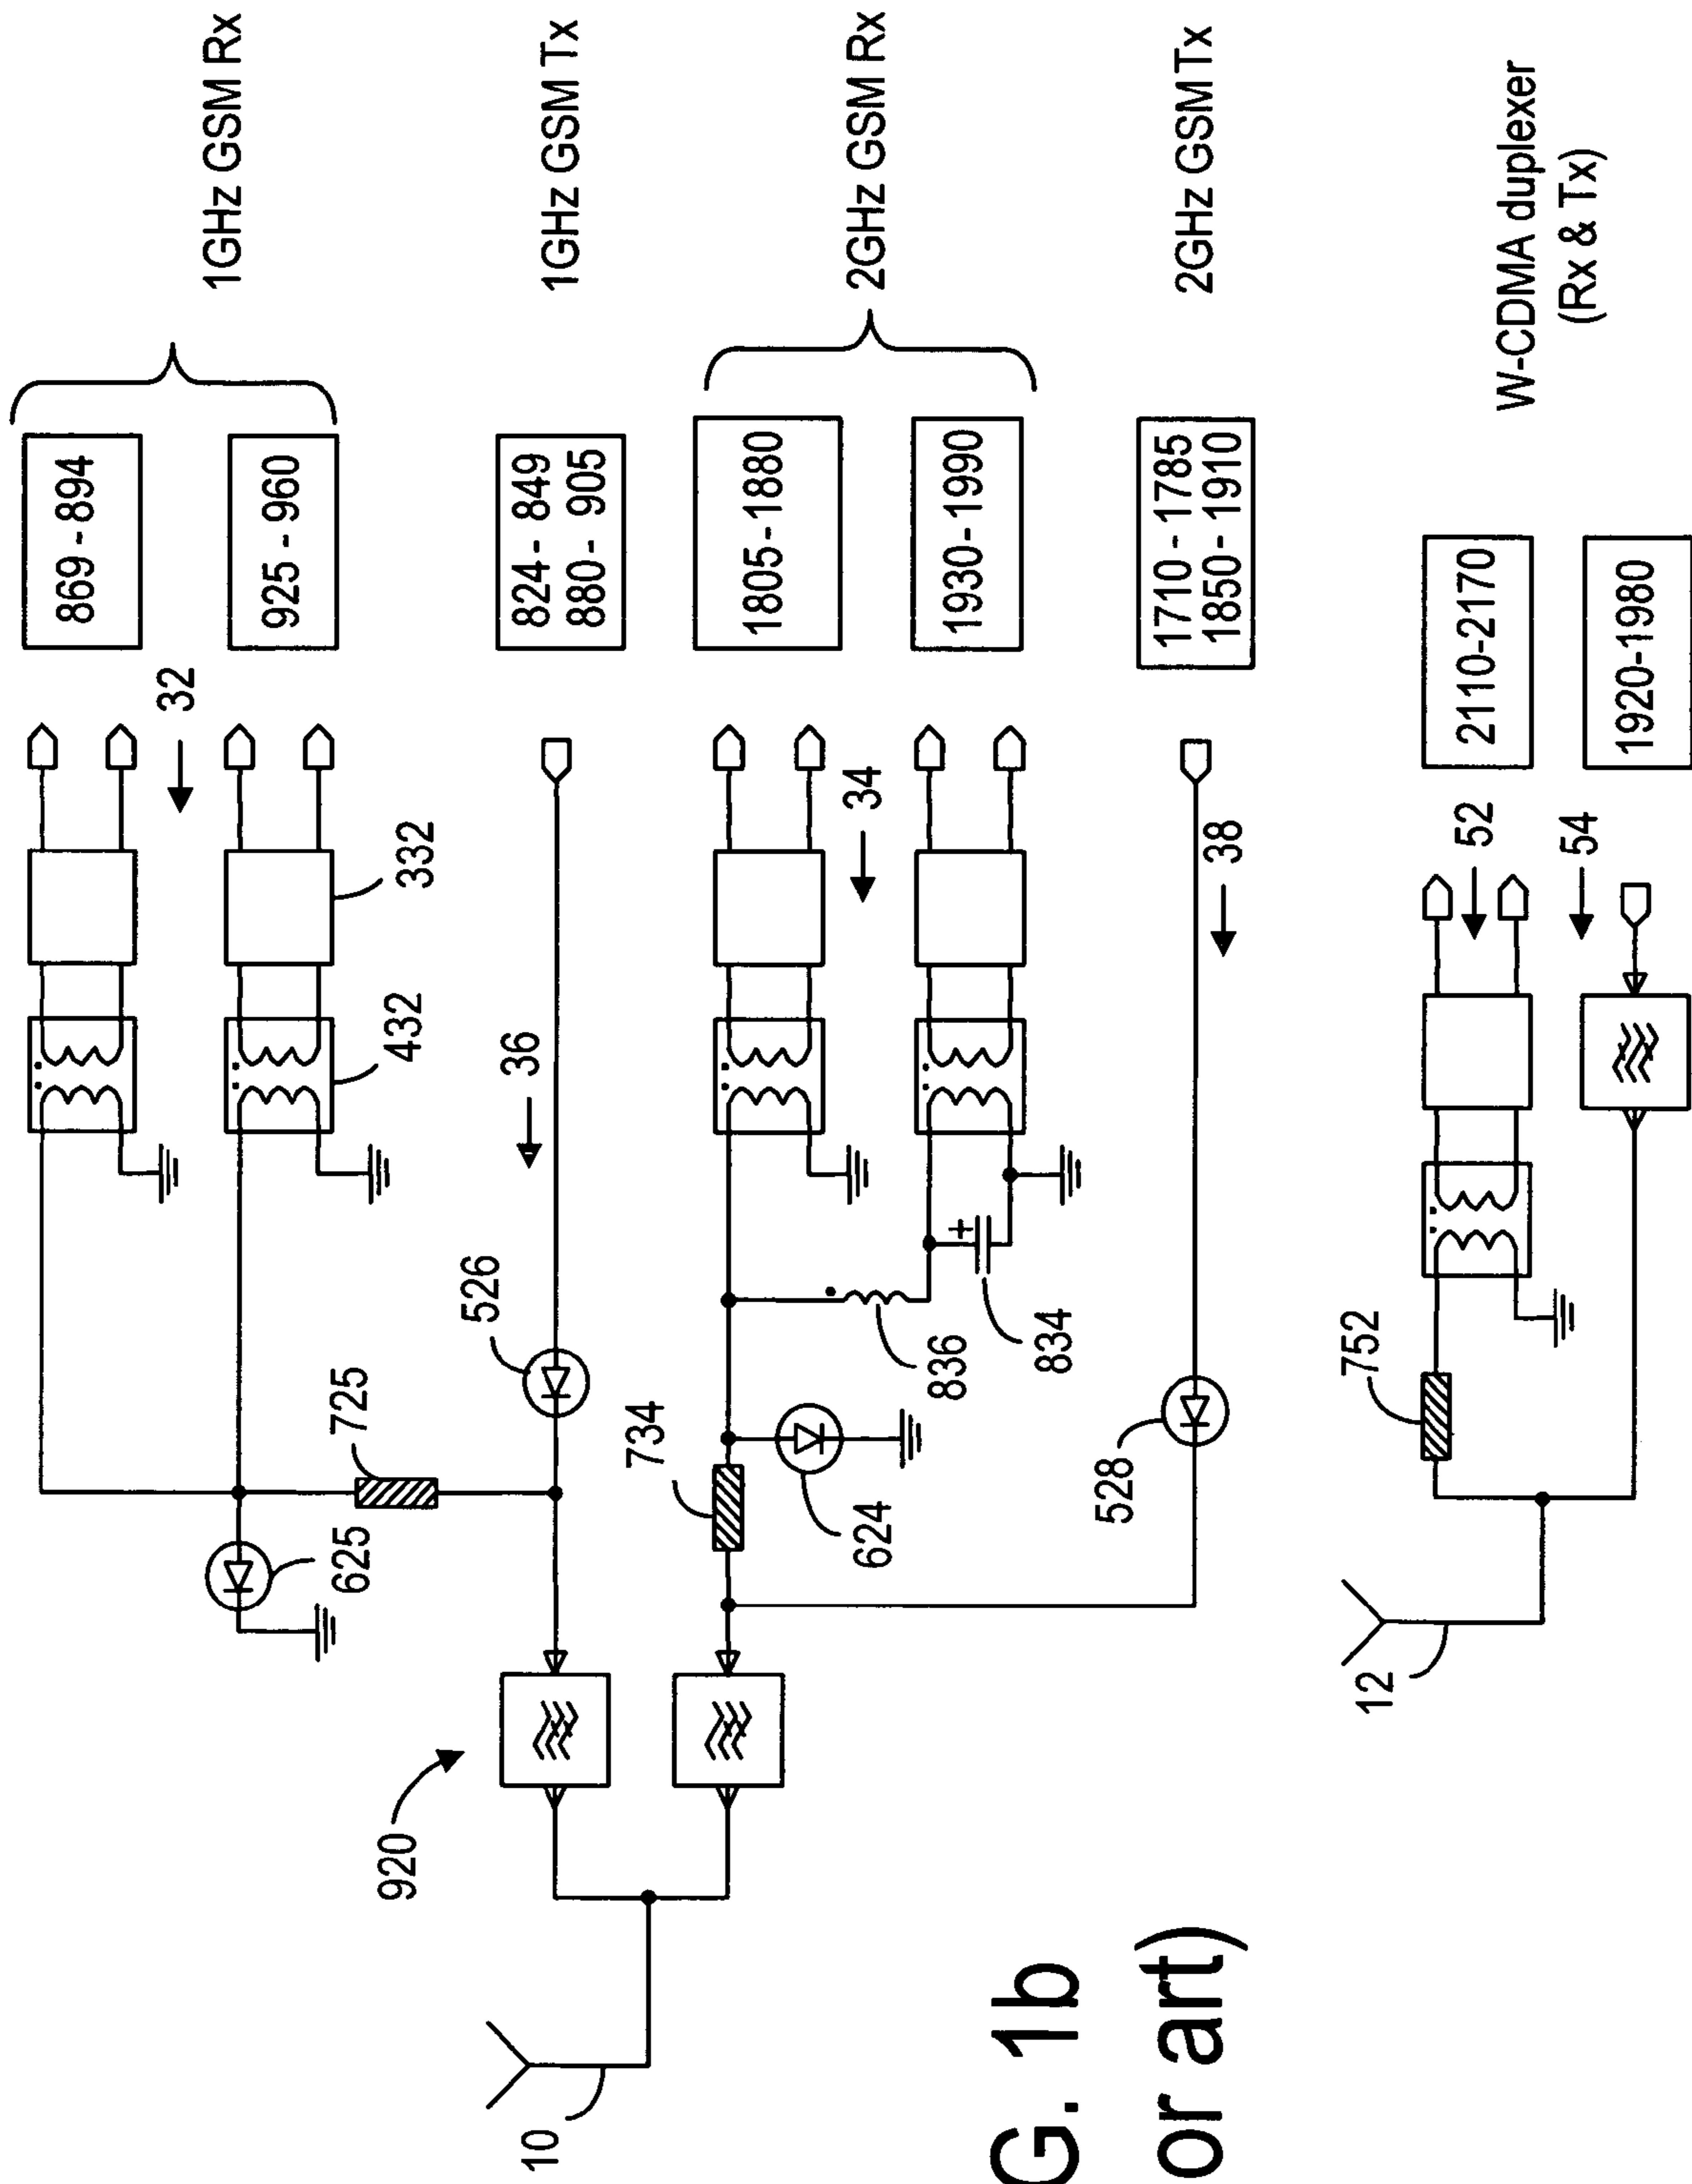 869 - 894
925 - 960
1GHz GSM Rx
32
332
432
625
725
824 - 849
880 - 905
1GHz GSM Tx
36
526
920
10
1805-1880
1930-1990
2GHz GSM Rx
34
734
624
836
834
1710 - 1785
1850 - 1910
2GHz GSM Tx
38
528
2110-2170
1920-1980
W-CDMA duplexer
(Rx & Tx)
52
54
752
12
G. 1b
or art)